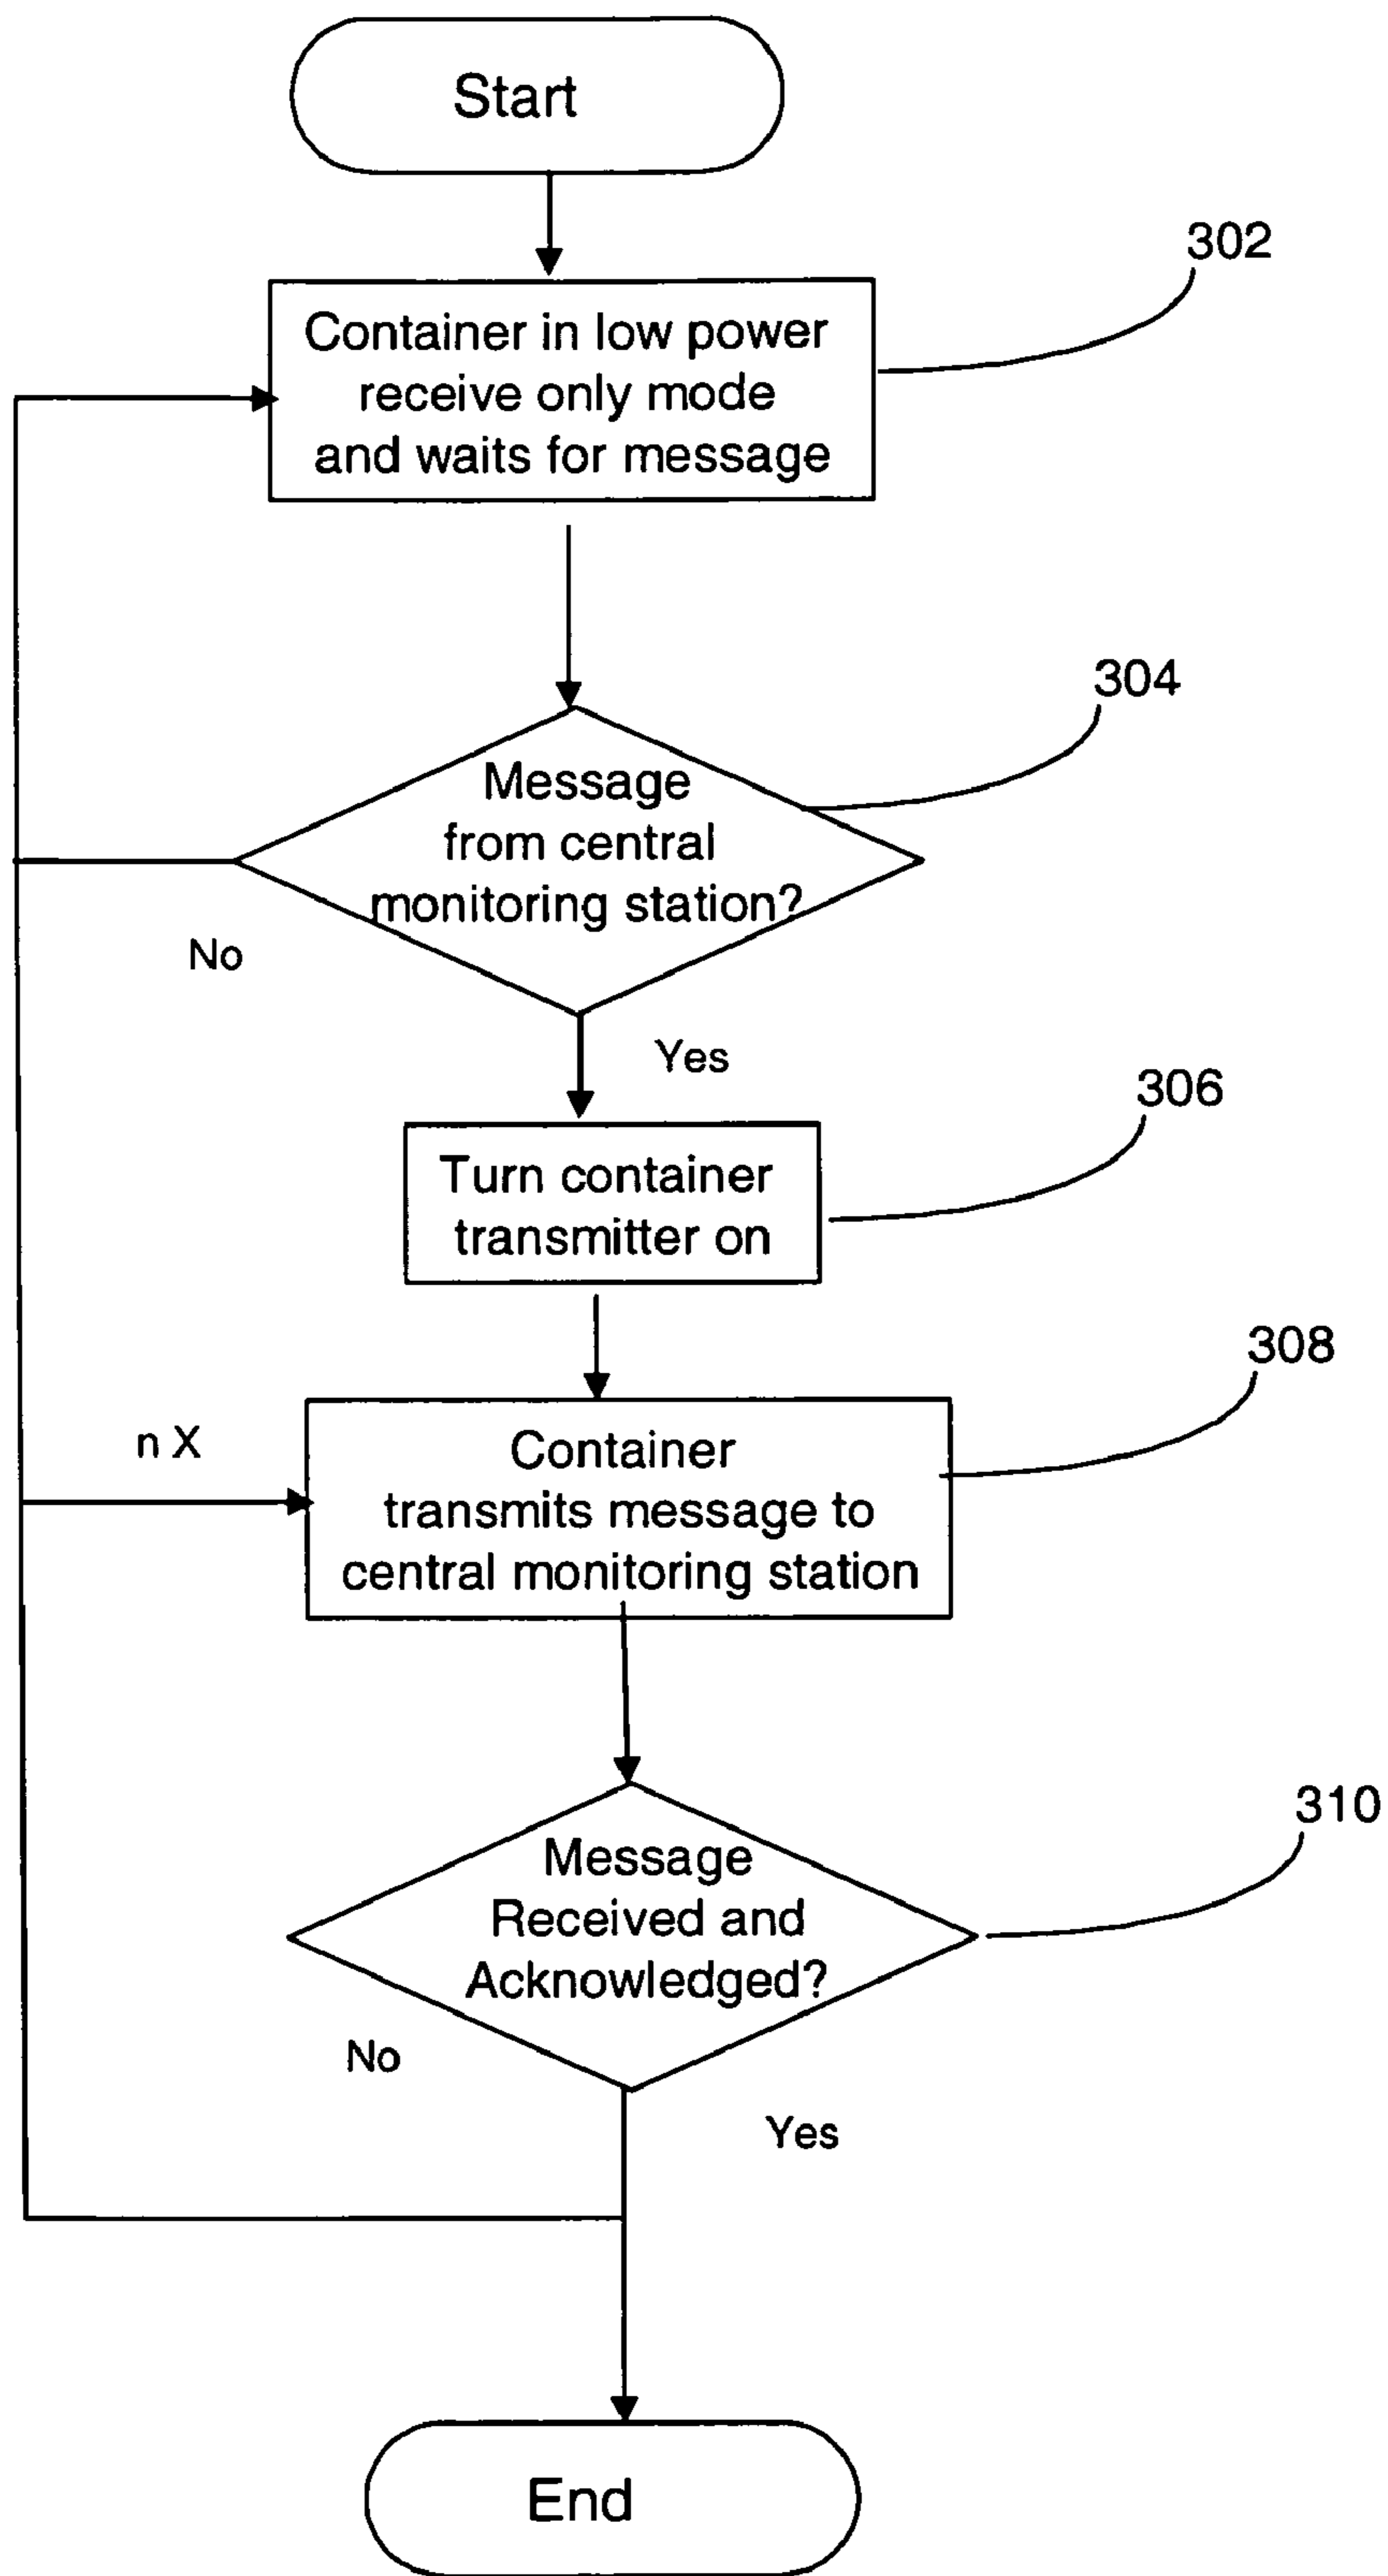 Start
302
Container in low power
receive only mode
and waits for message
304
Message
from central
monitoring station?
No
Yes
306
Turn container
transmitter on
308
n X
Container
transmits message to
central monitoring station
310
Message
Received and
Acknowledged?
No
Yes
End